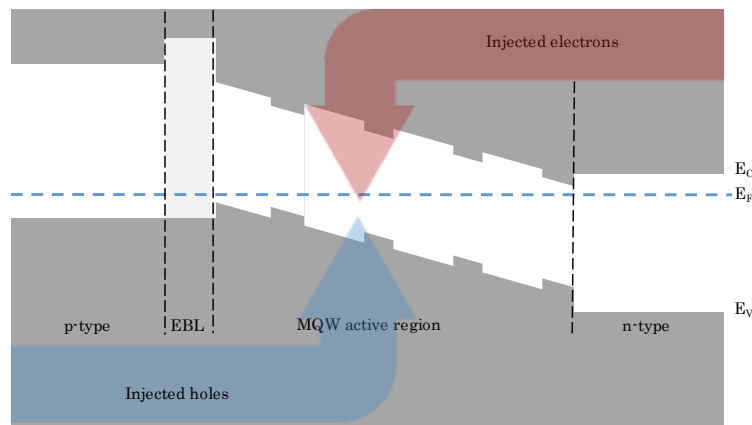 Injected electrons
E_C
E_F
E_V
p-type
EBL
MQW active region
n-type
Injected holes